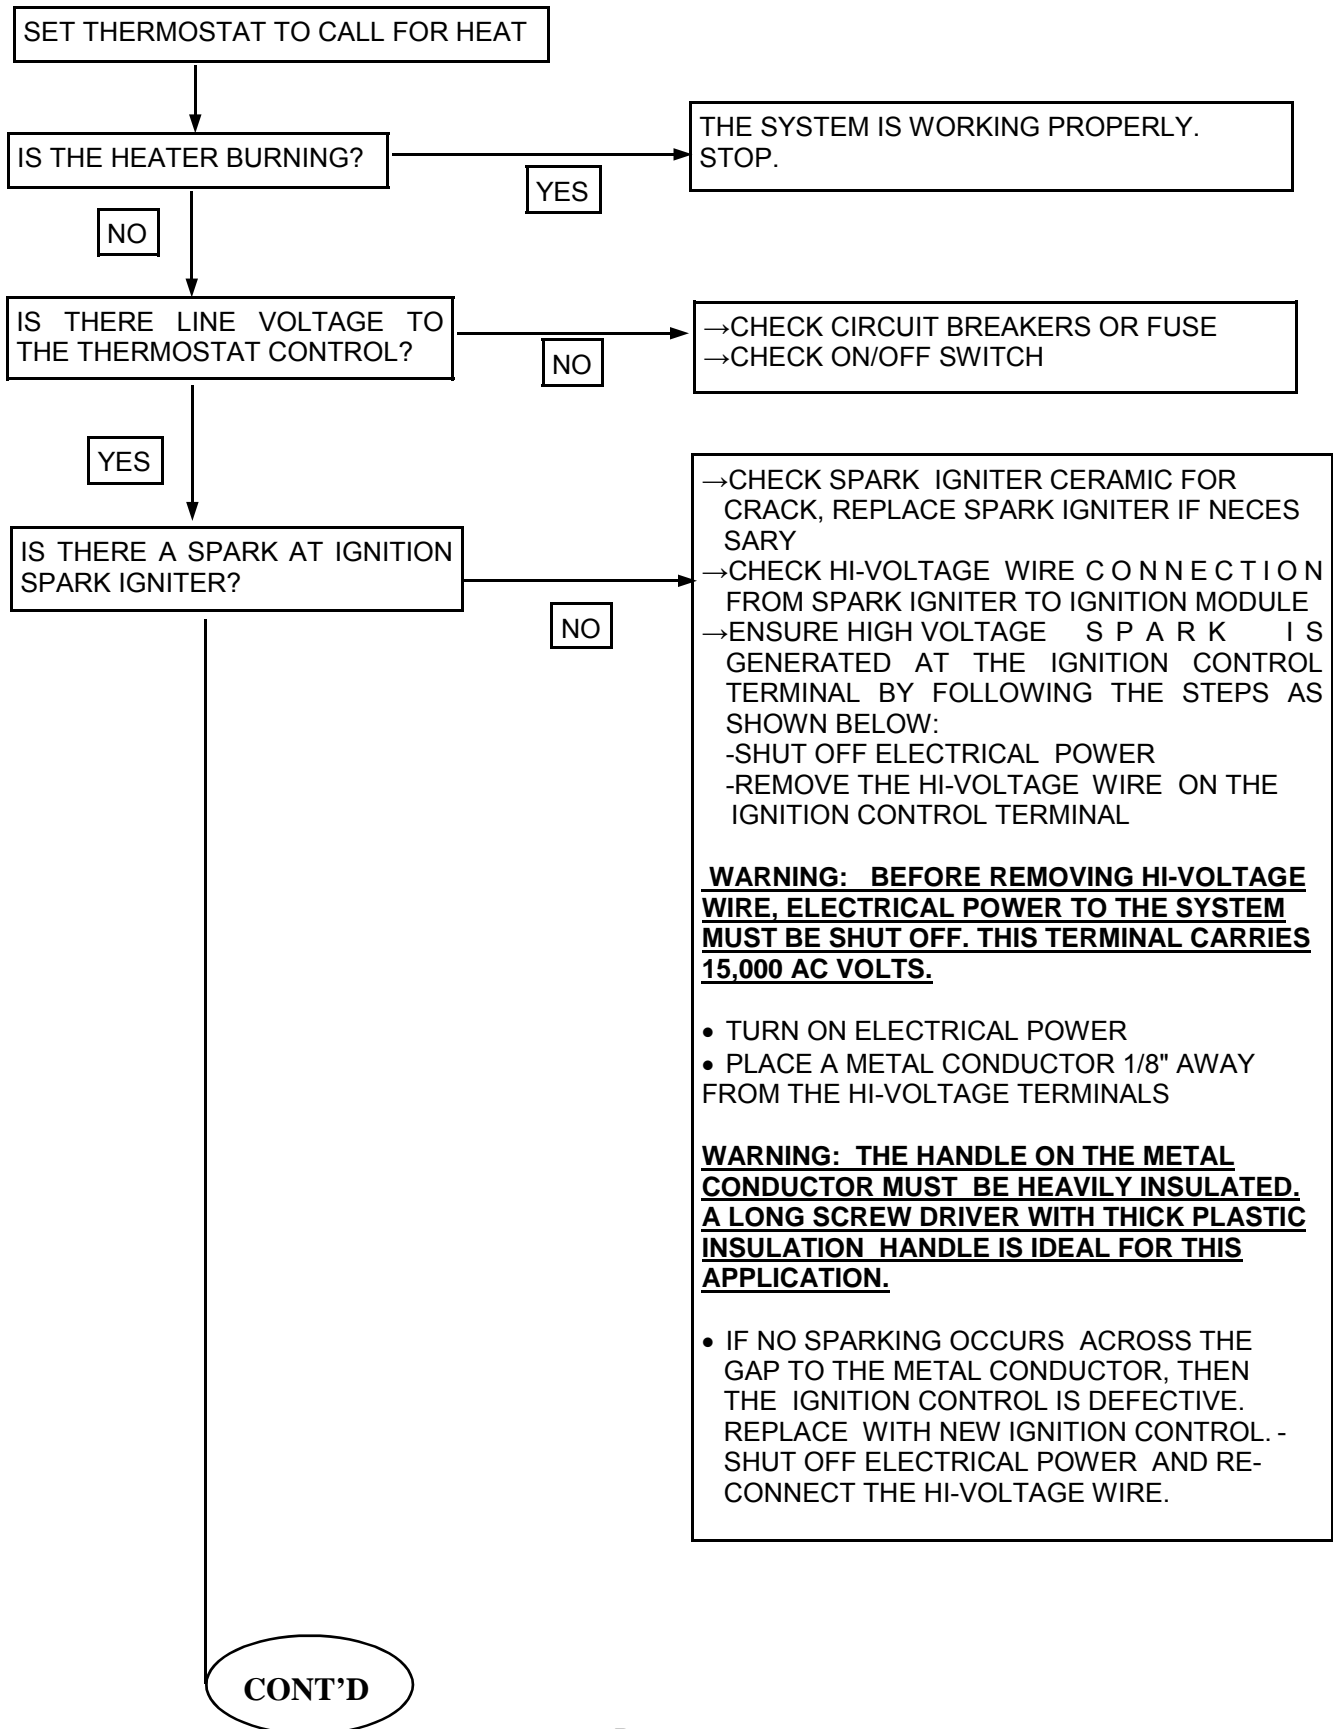 SET THERMOSTAT TO CALL FOR HEAT
IS THE HEATER BURNING?
YES
THE SYSTEM IS WORKING PROPERLY.
STOP.
NO
IS THERE LINE VOLTAGE TO
THE THERMOSTAT CONTROL?
NO
→CHECK CIRCUIT BREAKERS OR FUSE
→CHECK ON/OFF SWITCH
YES
IS THERE A SPARK AT IGNITION
SPARK IGNITER?
NO
→CHECK SPARK IGNITER CERAMIC FOR
CRACK, REPLACE SPARK IGNITER IF NECES
SARY
→CHECK HI-VOLTAGE WIRE C O N N E C T I O N
FROM SPARK IGNITER TO IGNITION MODULE
→ENSURE HIGH VOLTAGE S P A R K I S
GENERATED AT THE IGNITION CONTROL
TERMINAL BY FOLLOWING THE STEPS AS
SHOWN BELOW:
-SHUT OFF ELECTRICAL POWER
-REMOVE THE HI-VOLTAGE WIRE ON THE
IGNITION CONTROL TERMINAL
WARNING: BEFORE REMOVING HI-VOLTAGE
WIRE, ELECTRICAL POWER TO THE SYSTEM
MUST BE SHUT OFF. THIS TERMINAL CARRIES
15,000 AC VOLTS.
• TURN ON ELECTRICAL POWER
• PLACE A METAL CONDUCTOR 1/8" AWAY
FROM THE HI-VOLTAGE TERMINALS
WARNING: THE HANDLE ON THE METAL
CONDUCTOR MUST BE HEAVILY INSULATED.
A LONG SCREW DRIVER WITH THICK PLASTIC
INSULATION HANDLE IS IDEAL FOR THIS
APPLICATION.
• IF NO SPARKING OCCURS ACROSS THE
GAP TO THE METAL CONDUCTOR, THEN
THE IGNITION CONTROL IS DEFECTIVE.
REPLACE WITH NEW IGNITION CONTROL. -
SHUT OFF ELECTRICAL POWER AND RE-
CONNECT THE HI-VOLTAGE WIRE.
CONT'D